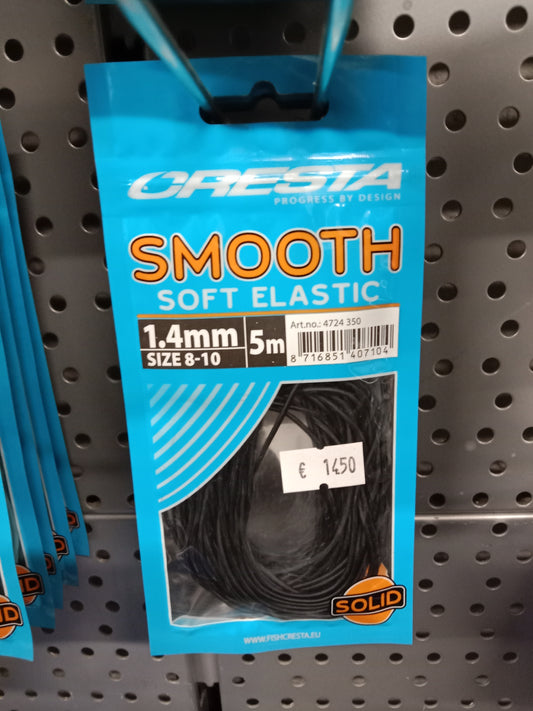 CRESTA
PROGRESS BY DESIGN
SMOOTH
SOFT ELASTIC
1.4mm
SIZE 8-10
5m
Art.no.: 4724 350
8 716851 407104
€ 1450
SOLID
WWW.FISHCRESTA.EU
ID